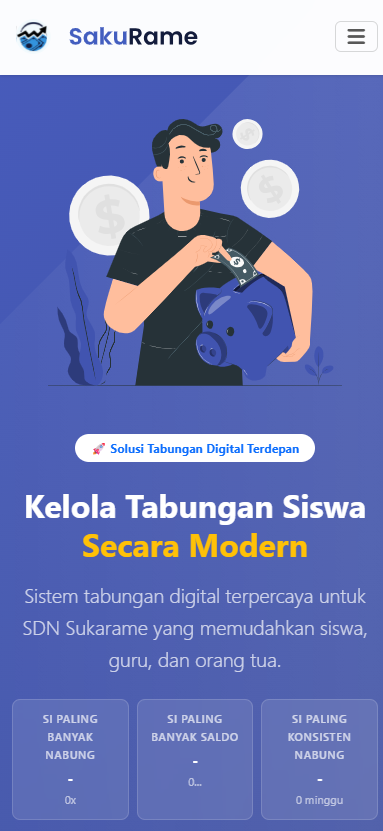 SakuRame
$
$
$
$
🚀 Solusi Tabungan Digital Terdepan
Kelola Tabungan Siswa
Secara Modern
Sistem tabungan digital terpercaya untuk
SDN Sukarame yang memudahkan siswa,
guru, dan orang tua.
SI PALING
BANYAK
NABUNG
-
0x
SI PALING
BANYAK SALDO
-
0...
SI PALING
KONSISTEN
NABUNG
-
0 minggu